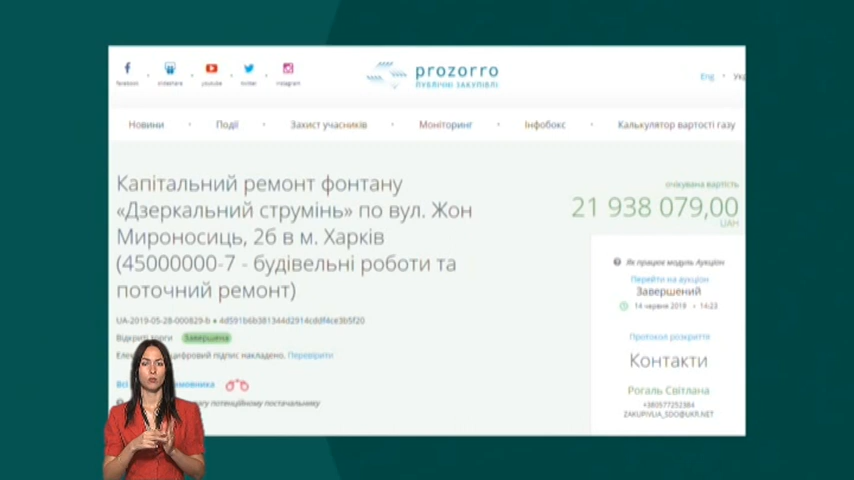 facebook
slideshare
youtube
twitter
instagram
prozorro
ПУБЛІЧНІ ЗАКУПІВЛІ
Eng
Ук
Новини
Події
Захист учасників
Моніторинг
Інфобокс
Калькулятор вартості газу
Капітальний ремонт фонтану
«Дзеркальний струмінь» по вул. Жон
Мироносиць, 2б в м. Харків
(45000000-7 - будівельні роботи та
поточний ремонт)
очікувана вартість
21 938 079,00
UAH
UA-2019-05-28-000829-b ● 4d591b6b381344d2914cddf4ce3b5f20
Відкриті торги Завершена
цифровий підпис накладено. Перевірити
потенційному постачальнику
Як працює модуль Аукціон
Перейти на аукціон
Завершений
14 червня 2019 • 14:23
Протокол розкриття
Контакти
Рогаль Світлана
+380577252384
ZAKUPIVLIA_SDO@UKR.NET